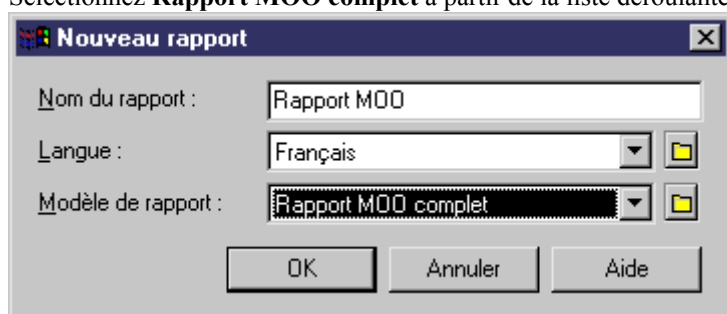 Sélectionnez Rapport MOO complet à partir de la liste déroulante
Nouveau rapport
Nom du rapport : Rapport MOO
Langue : Français
Modèle de rapport : Rapport MOO complet
OK Annuler Aide